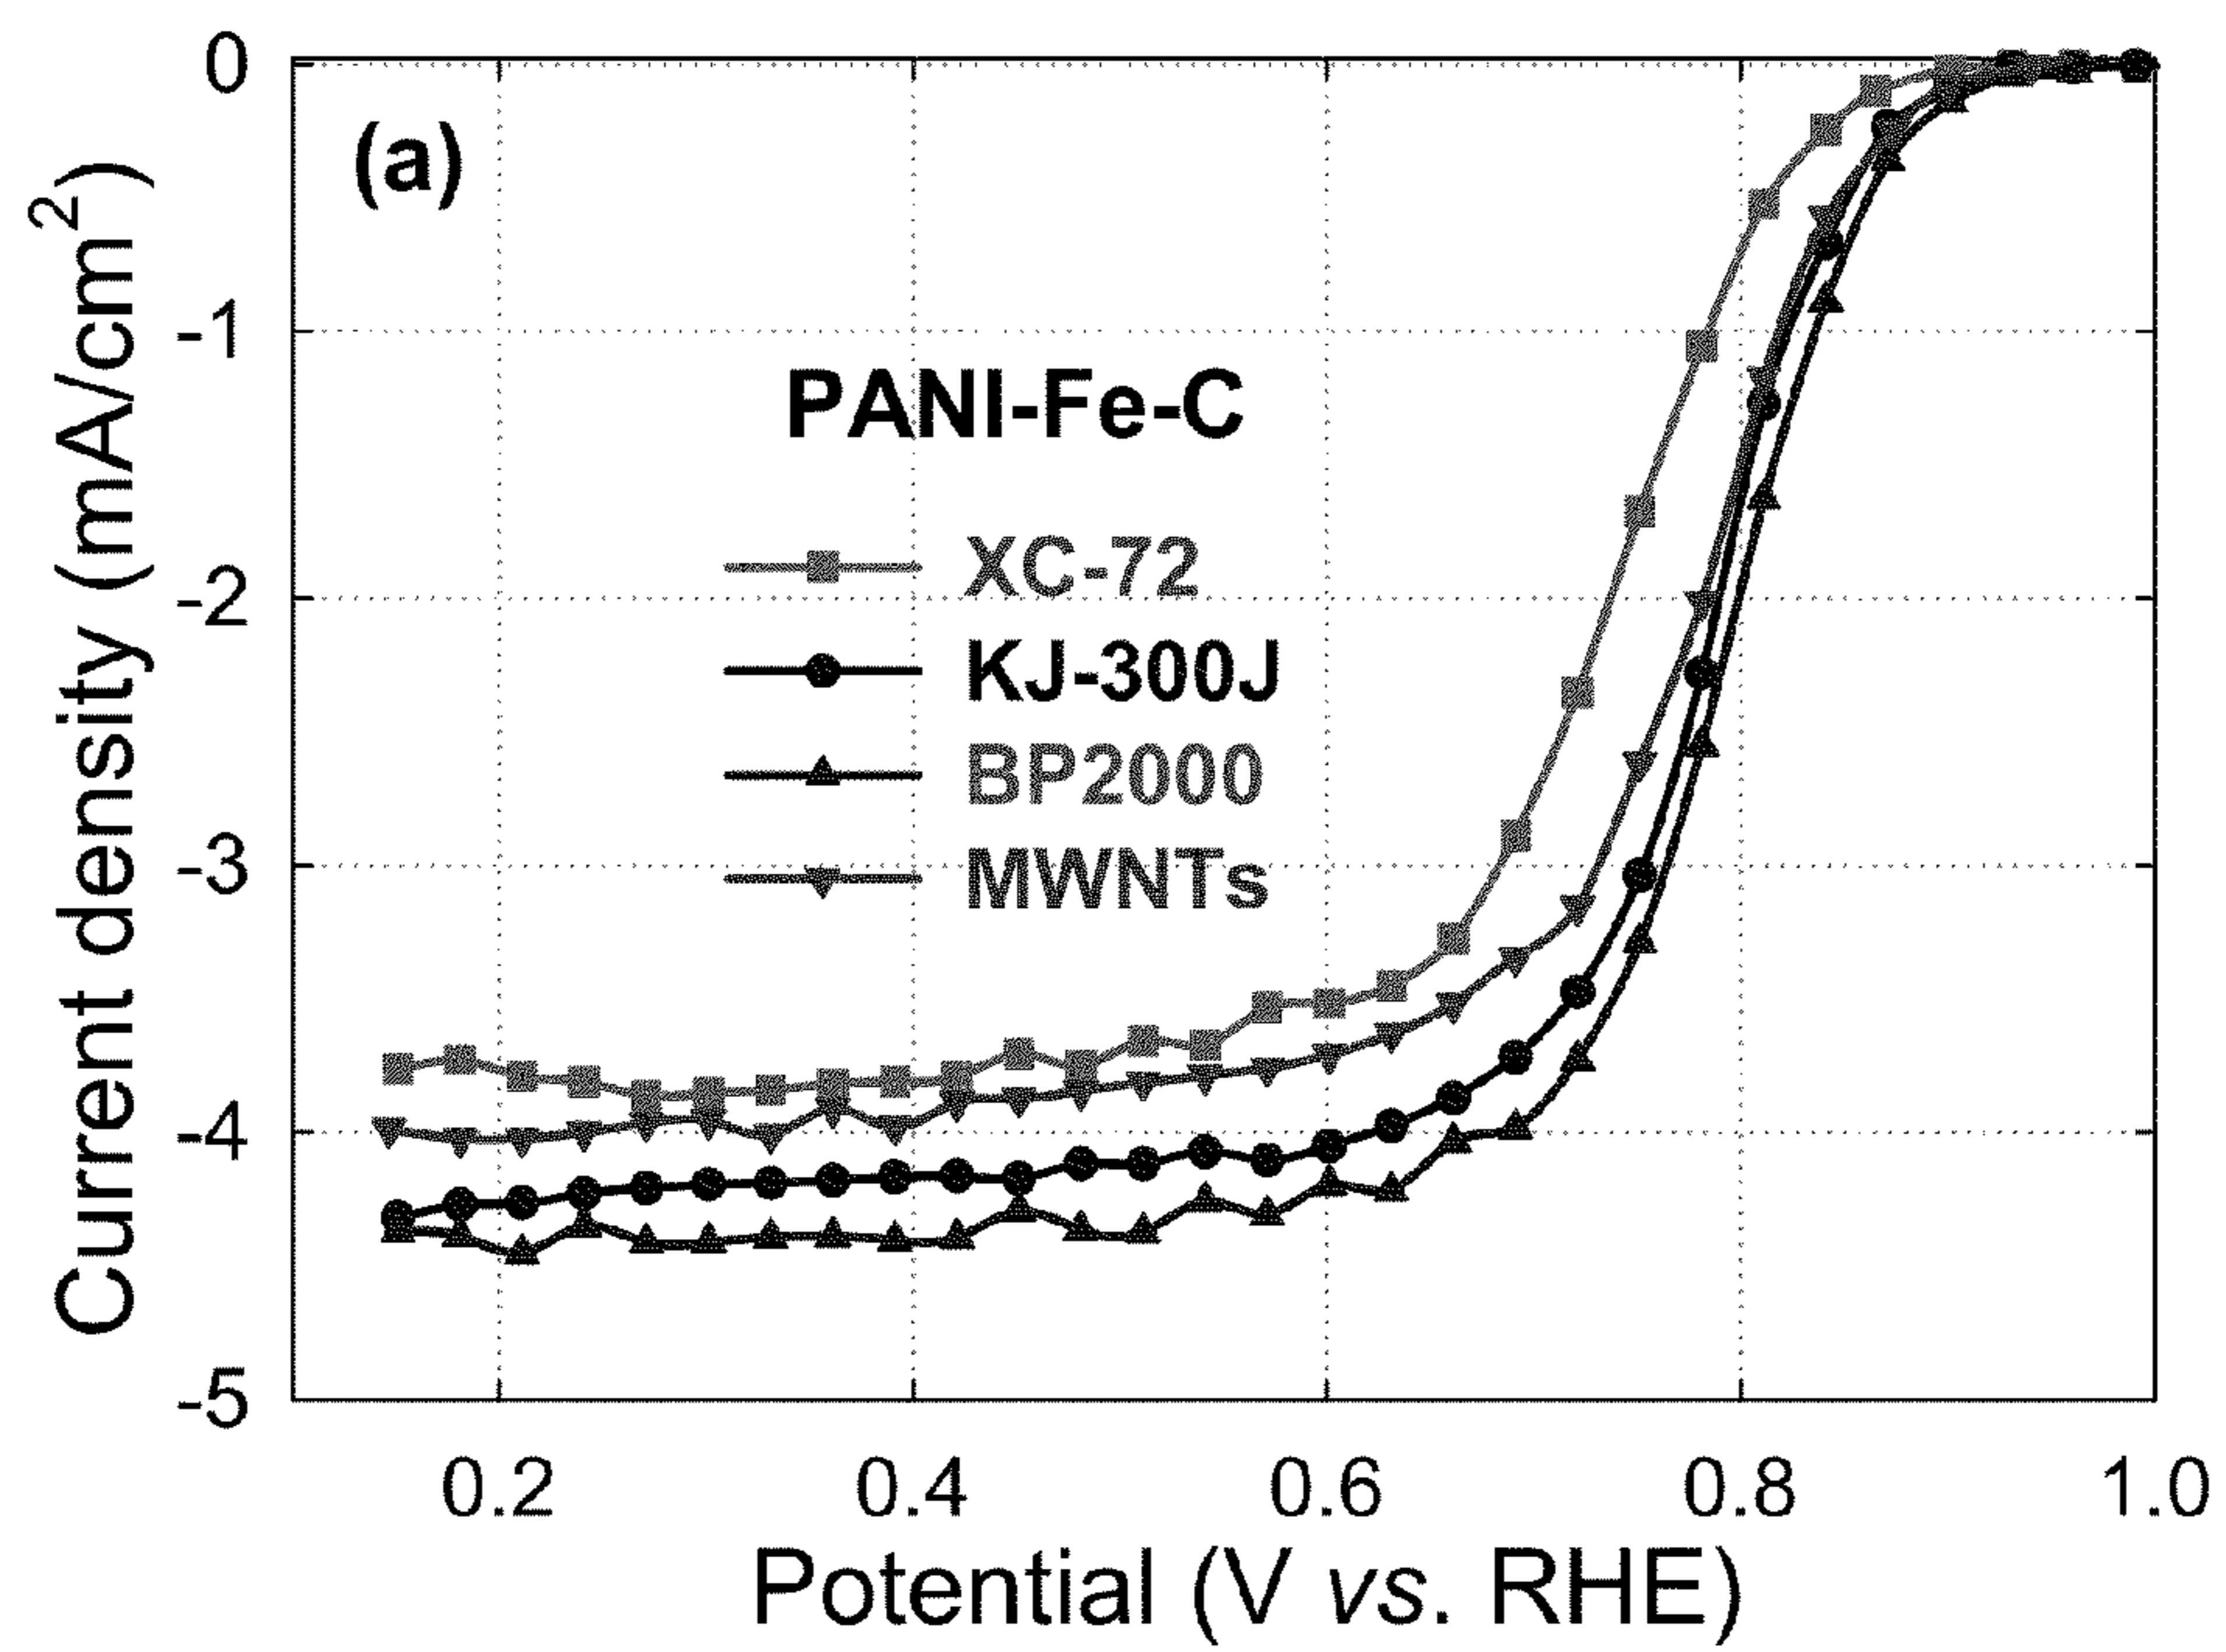 0
-1
-2
-3
-4
-5
Current density (mA/cm²)
(a)
PANI-Fe-C
XC-72
KJ-300J
BP2000
MWNTs
0.2 0.4 0.6 0.8 1.0
Potential (V vs. RHE)